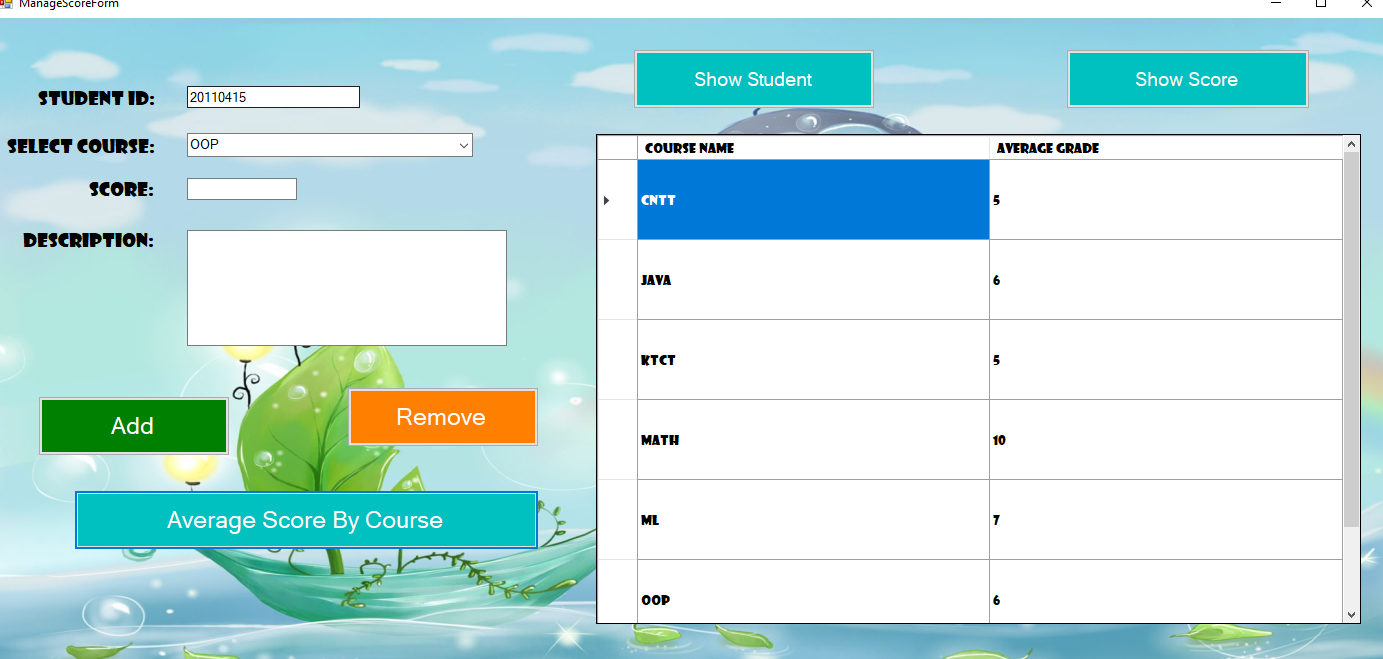 ManageScoreForm
Show Student
Show Score
STUDENT ID: 20110415
SELECT COURSE: OOP
SCORE:
DESCRIPTION:
Add
Remove
Average Score By Course
COURSE NAME AVERAGE GRADE
CNTT 5
JAVA 6
KTCT 5
MATH 10
ML 7
OOP 6